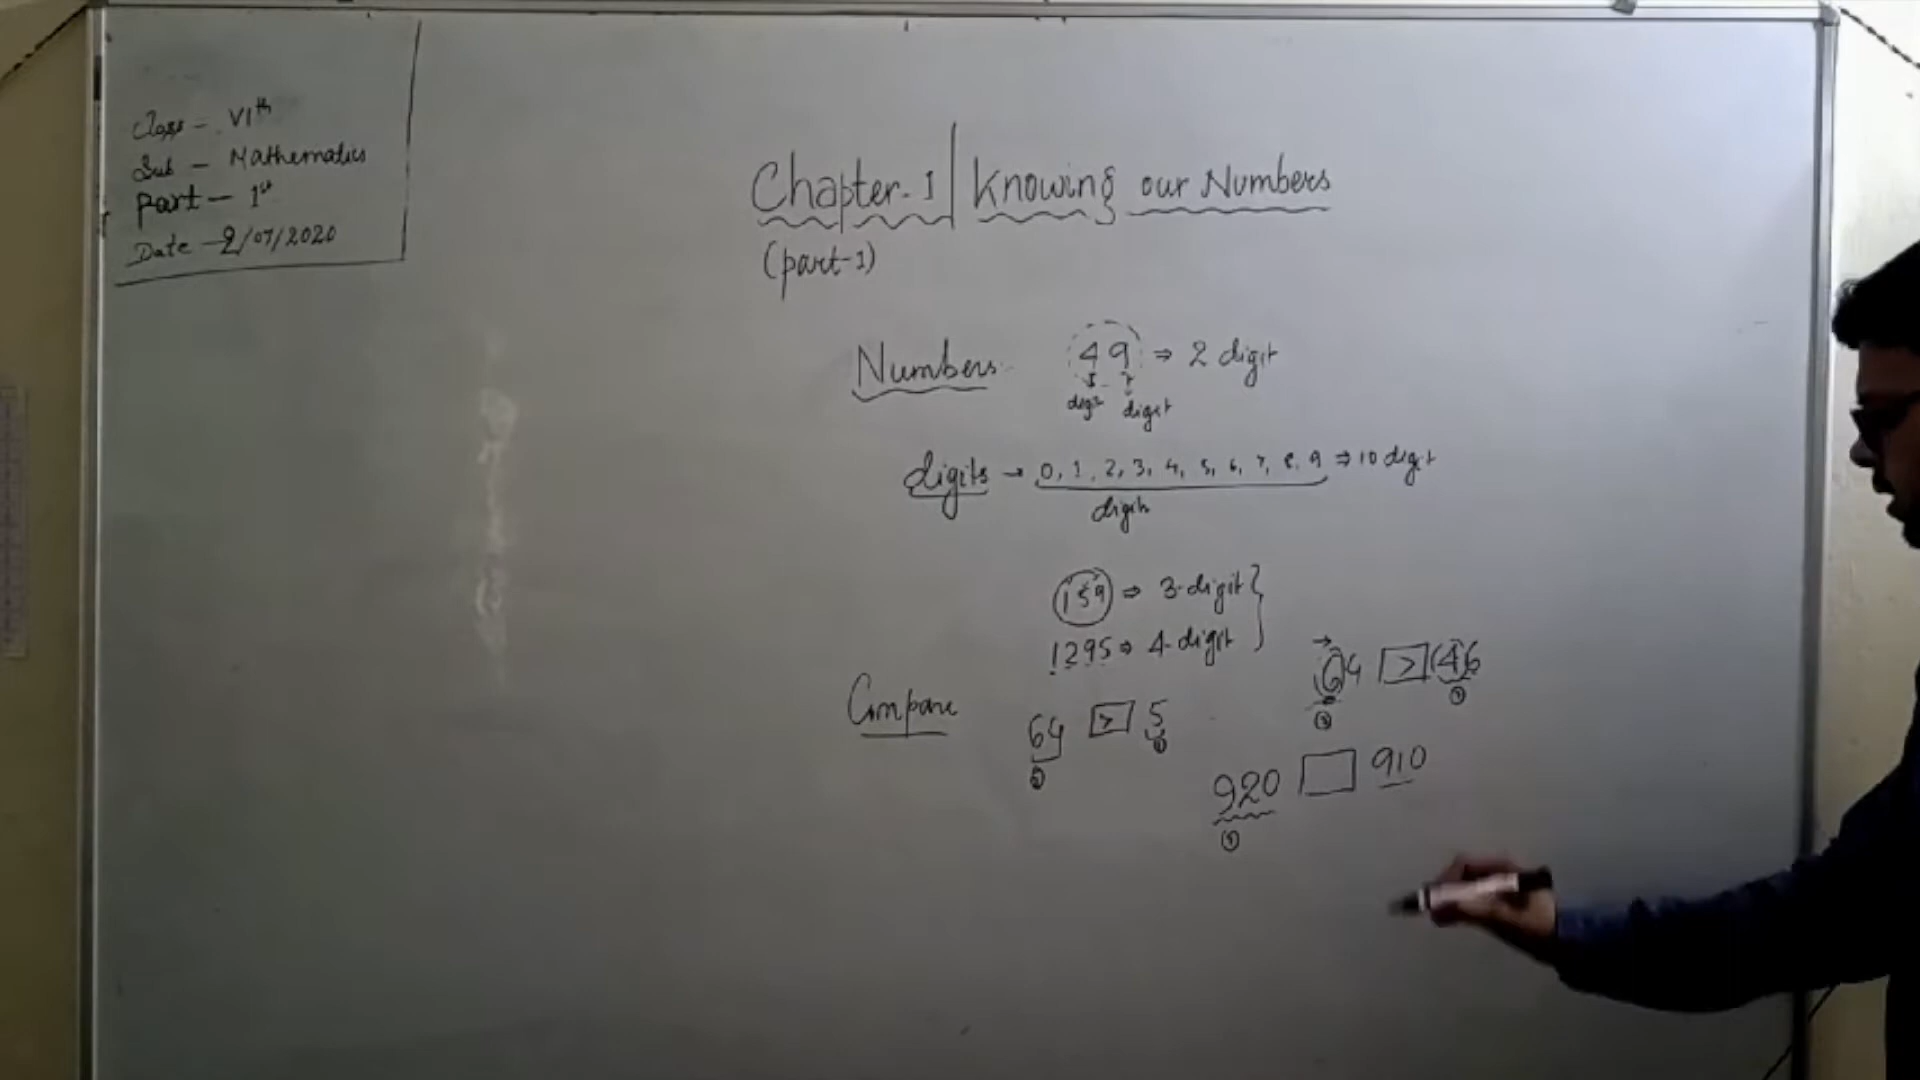 Class - VIth
Sub - Mathematics
Part - 1st
Date - 2/07/2020
Chapter-1 | Knowing our Numbers
(part-1)
Numbers 49 ⇒ 2 digit
digit digit
digits → 0, 1, 2, 3, 4, 5, 6, 7, 8, 9 ⇒ 10 digit
digits
159 ⇒ 3-digit }
1295 ⇒ 4-digit
64 > 46
Compare 64 > 5
920 □ 910